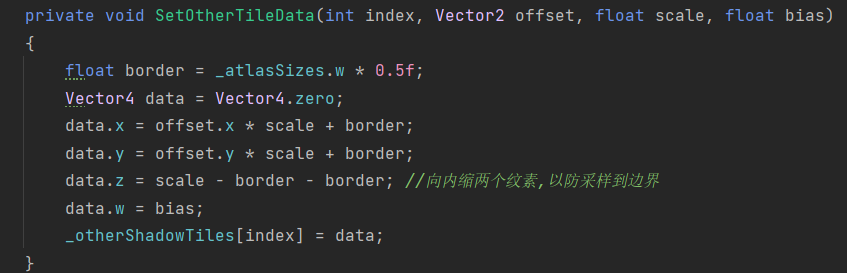 private void SetOtherTileData(int index, Vector2 offset, float scale, float bias)
{
float border = _atlasSizes.w * 0.5f;
Vector4 data = Vector4.zero;
data.x = offset.x * scale + border;
data.y = offset.y * scale + border;
data.z = scale - border - border; //向内缩两个纹素,以防采样到边界
data.w = bias;
_otherShadowTiles[index] = data;
}